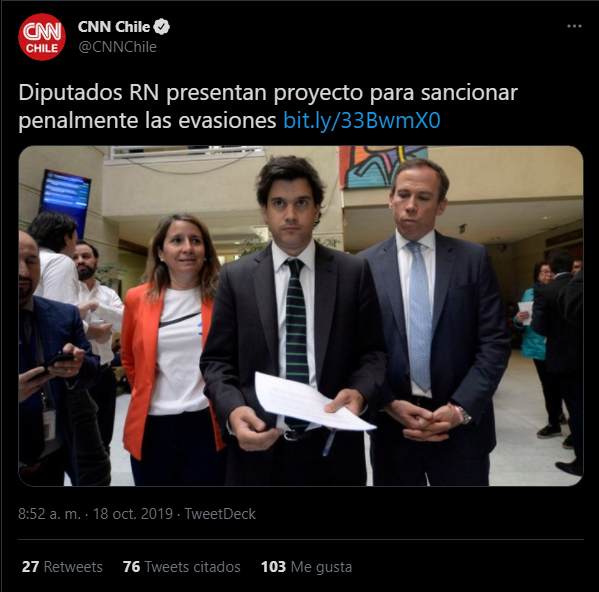 CNN
CHILE
CNN Chile
@CNNChile
Diputados RN presentan proyecto para sancionar
penalmente las evasiones bit.ly/33BwmX0
8:52 a. m. · 18 oct. 2019 · TweetDeck
27 Retweets 76 Tweets citados 103 Me gusta